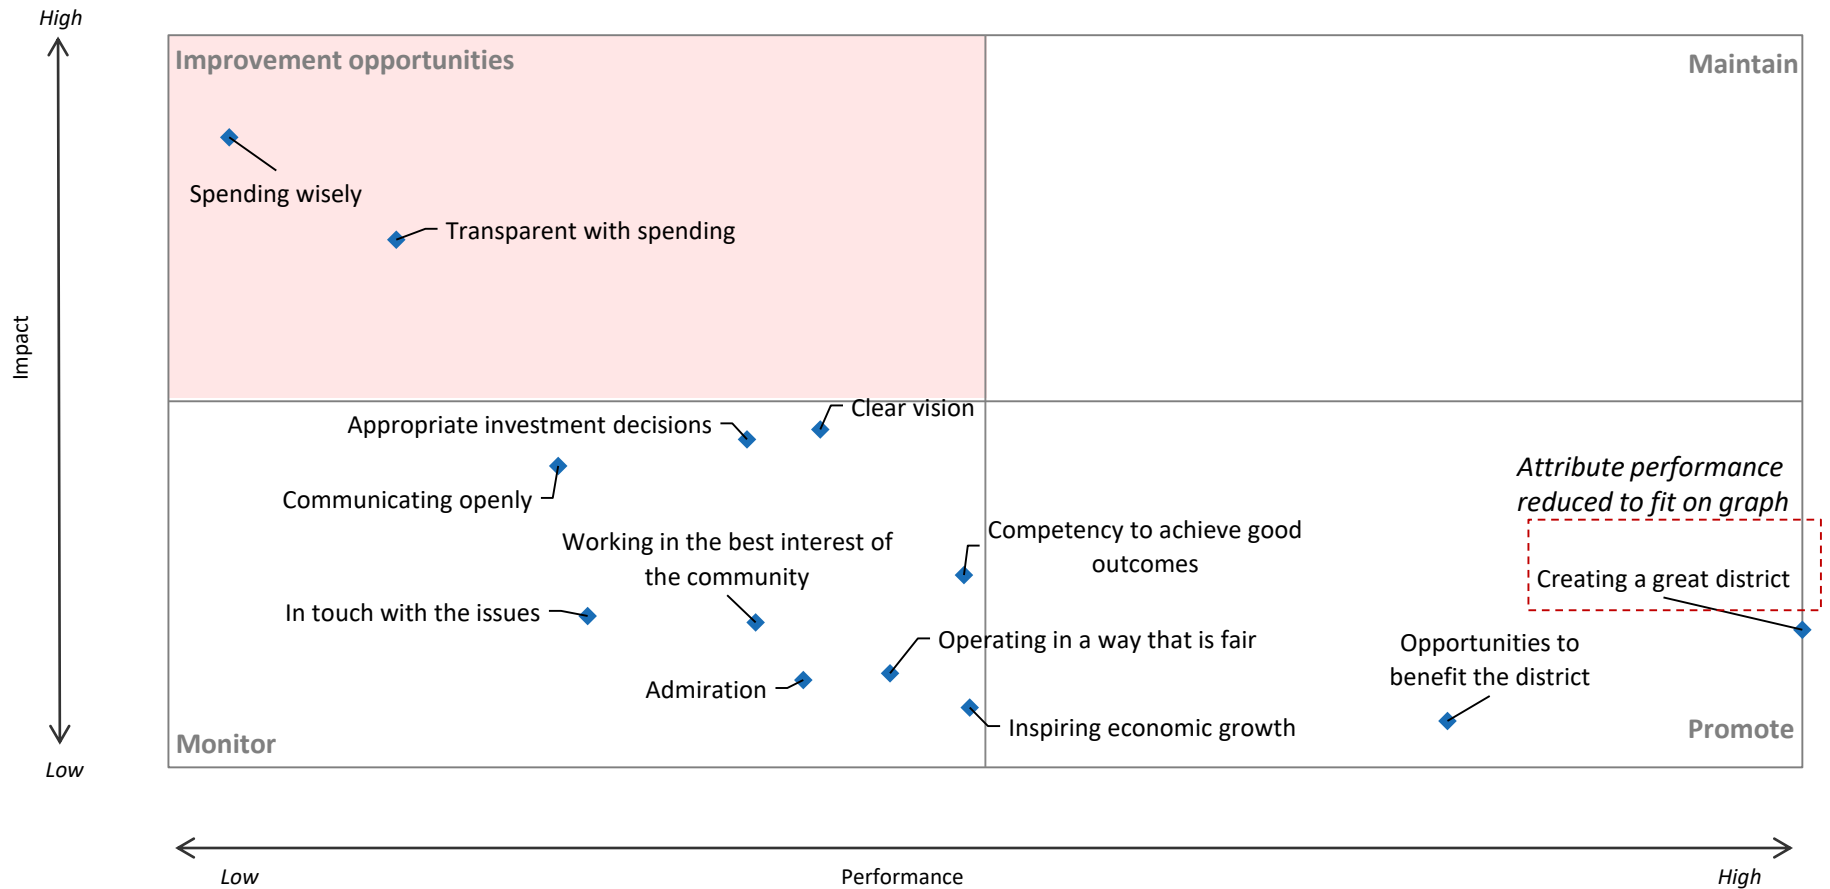 High
Improvement opportunities
Maintain
Spending wisely
Transparent with spending
Impact
Clear vision
Appropriate investment decisions
Communicating openly
Attribute performance
reduced to fit on graph
Working in the best interest of
the community
Competency to achieve good
outcomes
Creating a great district
In touch with the issues
Operating in a way that is fair
Opportunities to
benefit the district
Admiration
Inspiring economic growth
Monitor
Promote
Low
Low
Performance
High